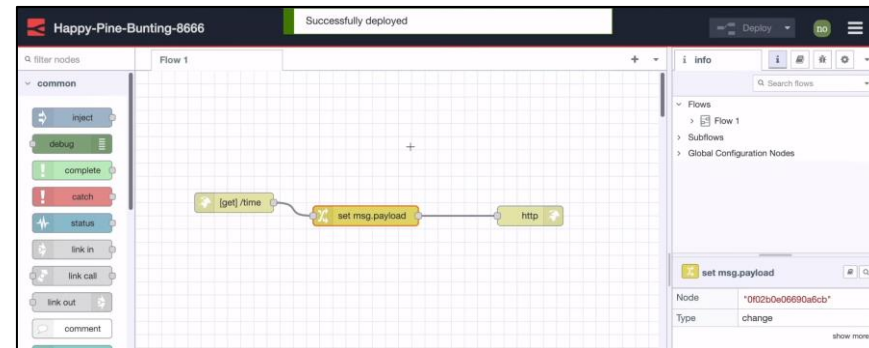 Happy-Pine-Bunting-8666
Successfully deployed
Deploy
no
filter nodes
common
inject
debug
complete
catch
status
link in
link call
link out
comment
Flow 1
[get] /time
set msg.payload
http
i info
i
Search flows
Flows
Flow 1
Subflows
Global Configuration Nodes
set msg.payload
Node "0f02b0e06690a6cb"
Type change
show more